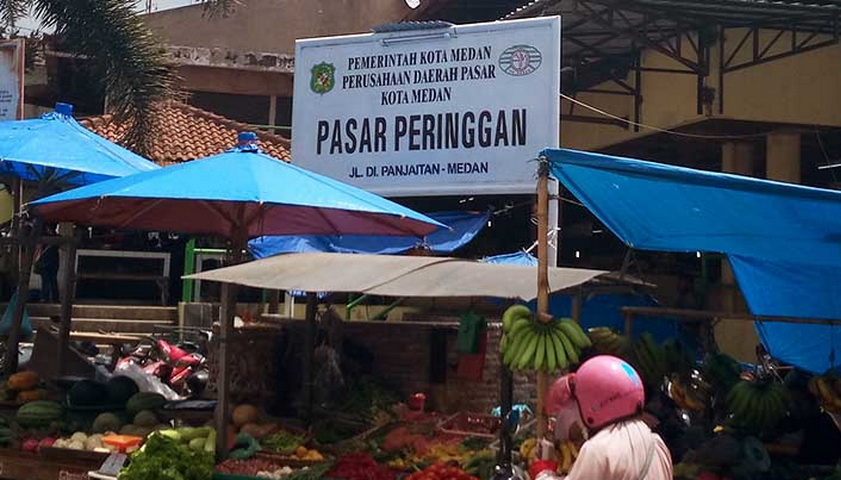 PEMERINTAH KOTA MEDAN
PERUSAHAAN DAERAH PASAR
KOTA MEDAN
PASAR PERINGGAN
JL. DI. PANJAITAN - MEDAN